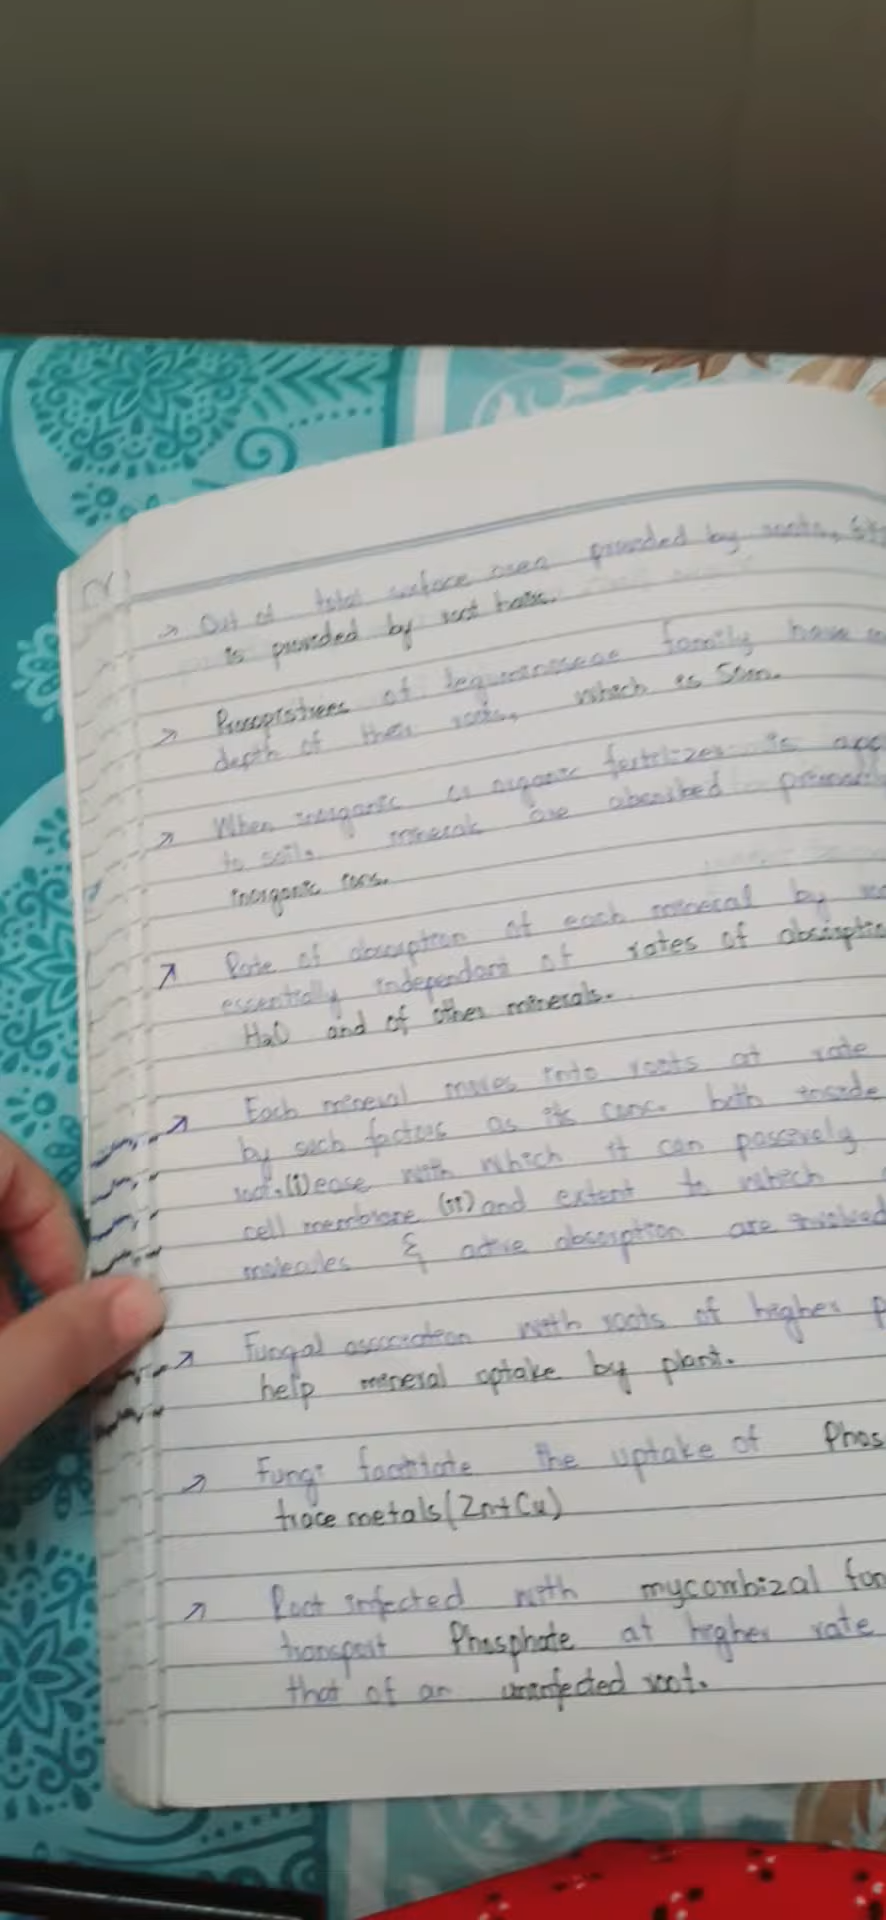 → Out of total surface area provided by roots,
is provided by root hair.
→ Prosopistrees of leguminoseae family have
depth of their roots, which is 50m.
→ When inorganic or organic fertilizer is
to soil. minerals are absorbed
inorganic ions.
→ Rate of absorption of each mineral by
essentially independant of rates of
H2O and of other minerals.
→ Each mineral moves into roots at rate
by such factors as its conc. both inside
root.(i)ease with which it can passively
cell membrane (ii) and extent to which
molecules & active absorption are involved
→ Fungal association with roots of higher
help mineral uptake by plant.
→ Fungi facilitate the uptake of Phos
trace metals(Zn+Cu)
→ Root infected with mycorrhizal
transport Phosphate at higher rate
that of an uninfected root.